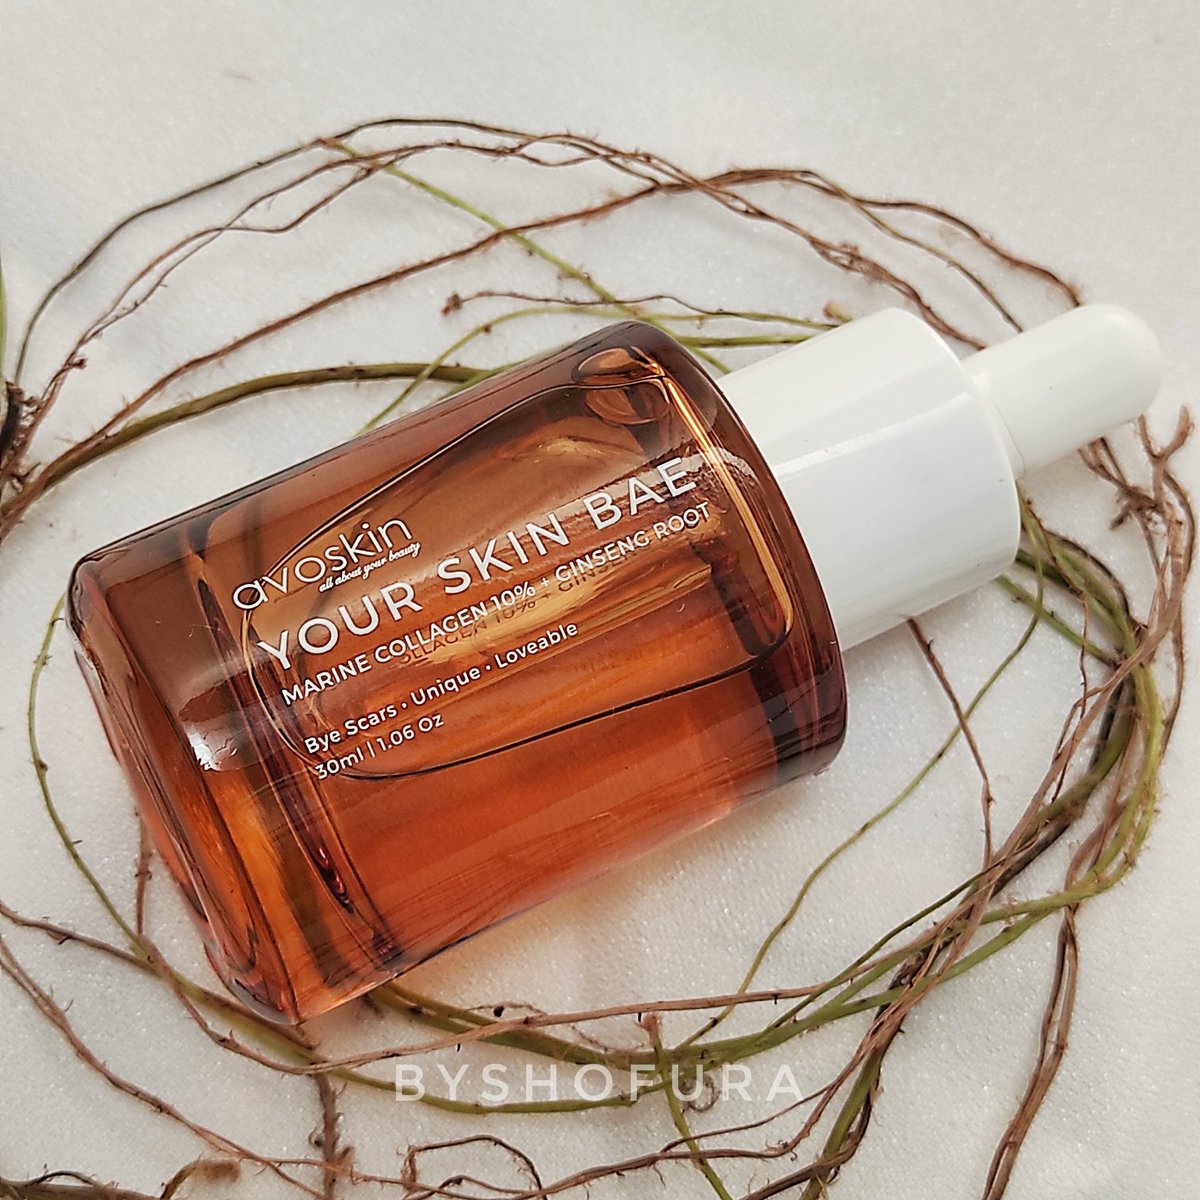 avoskin
all about your beauty
YOUR SKIN BAE
MARINE COLLAGEN 10% + GINSENG ROOT
Bye Scars • Unique • Loveable
30ml | 1.06 Oz
BYSHOFURA